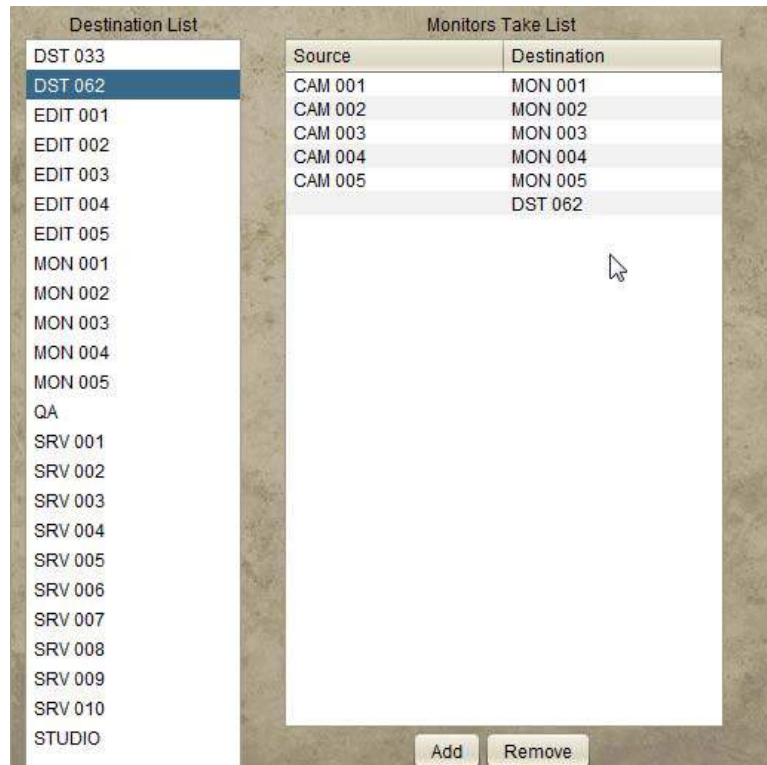 Destination List
DST 033
DST 062
EDIT 001
EDIT 002
EDIT 003
EDIT 004
EDIT 005
MON 001
MON 002
MON 003
MON 004
MON 005
QA
SRV 001
SRV 002
SRV 003
SRV 004
SRV 005
SRV 006
SRV 007
SRV 008
SRV 009
SRV 010
STUDIO
Monitors Take List
Source Destination
CAM 001 MON 001
CAM 002 MON 002
CAM 003 MON 003
CAM 004 MON 004
CAM 005 MON 005
DST 062
Add Remove